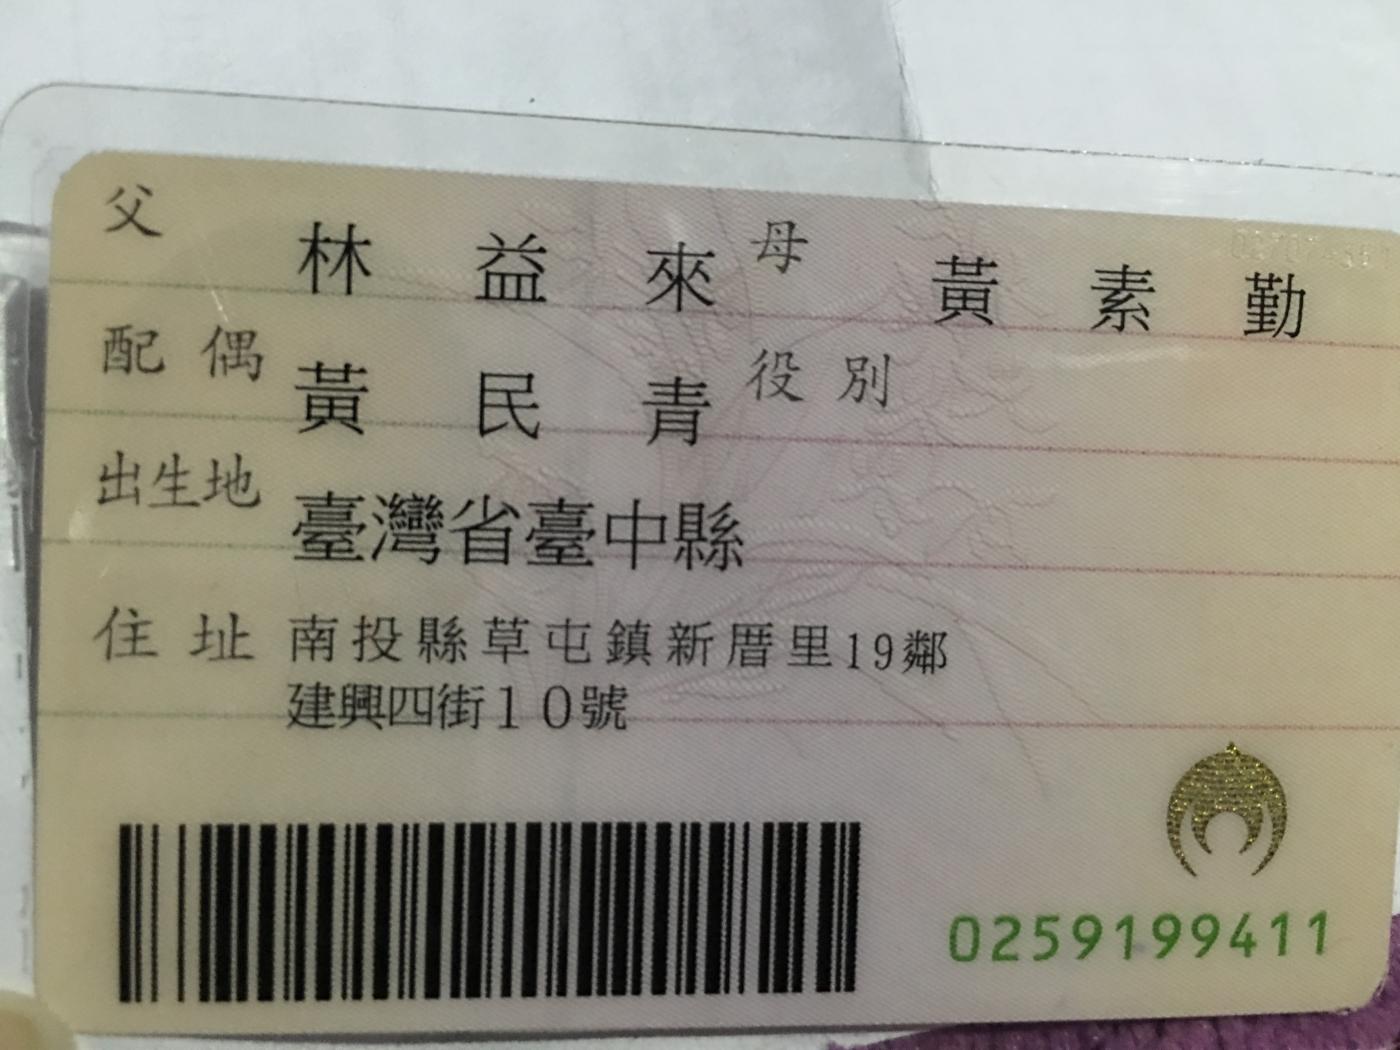 父 林益來 母 黃素勤
配偶 黃民青 役別
出生地 臺灣省臺中縣
住址 南投縣草屯鎮新厝里19鄰
建興四街10號
0259199411